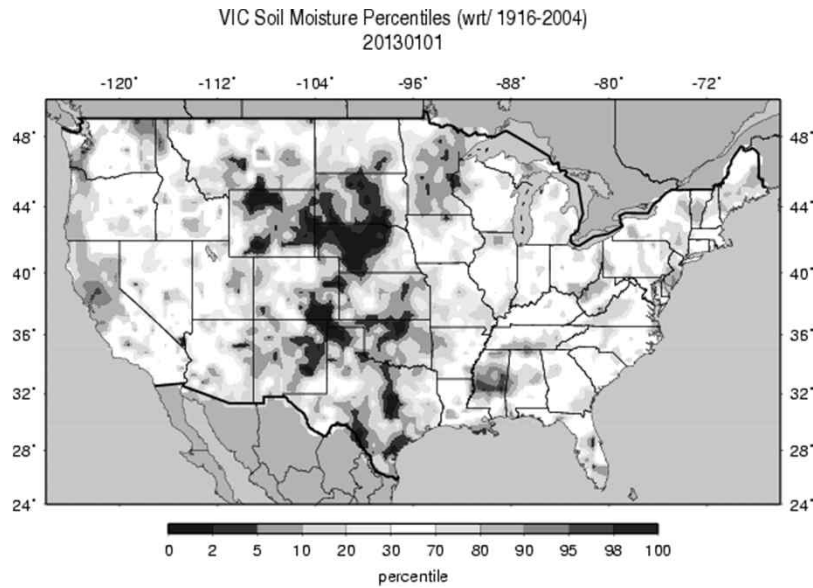 VIC Soil Moisture Percentiles (wrt/ 1916-2004)
20130101
-120° -112° -104° -96° -88° -80° -72°
48° 48°
44° 44°
40° 40°
36° 36°
32° 32°
28° 28°
24° 24°
0 2 5 10 20 30 70 80 90 95 98 100
percentile